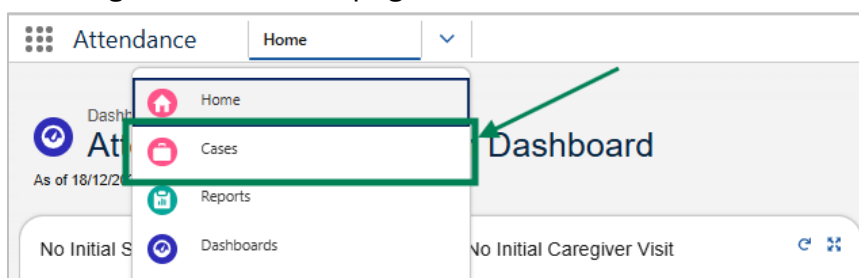 Attendance
Home
Home
Dashb
Cases
Att
Dashboard
As of 18/12/20
Reports
No Initial S
Dashboards
No Initial Caregiver Visit